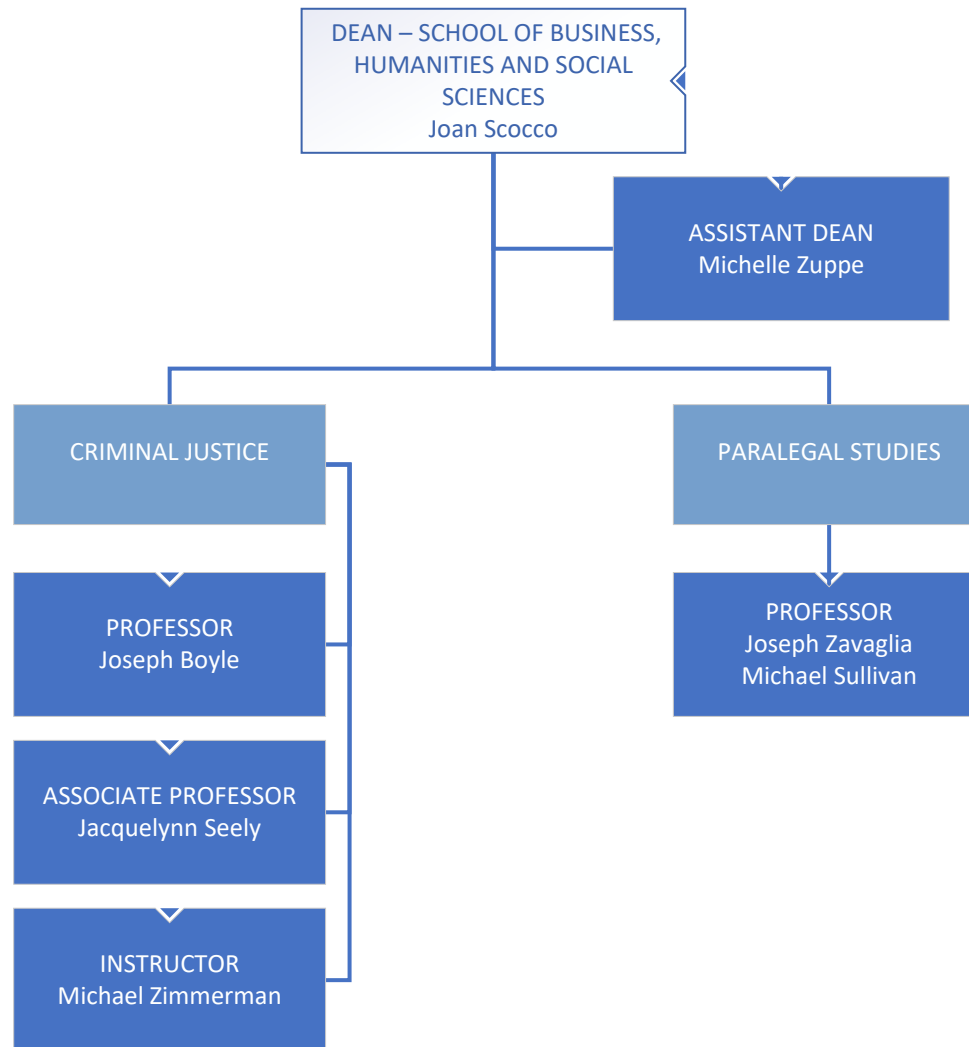 DEAN – SCHOOL OF BUSINESS,
HUMANITIES AND SOCIAL
SCIENCES
Joan Scocco
ASSISTANT DEAN
Michelle Zuppe
CRIMINAL JUSTICE
PARALEGAL STUDIES
PROFESSOR
Joseph Boyle
PROFESSOR
Joseph Zavaglia
Michael Sullivan
ASSOCIATE PROFESSOR
Jacquelynn Seely
INSTRUCTOR
Michael Zimmerman